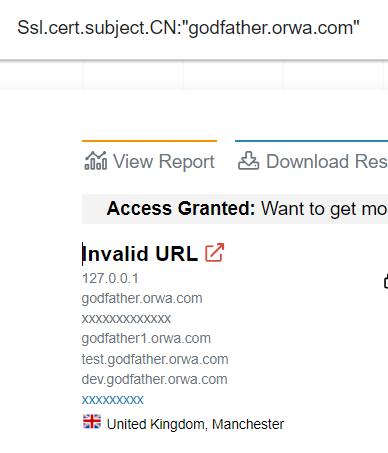 Ssl.cert.subject.CN:"godfather.orwa.com"
View Report
Download Res
Access Granted: Want to get mo
Invalid URL
127.0.0.1
godfather.orwa.com
xxxxxxxxxxxxx
godfather1.orwa.com
test.godfather.orwa.com
dev.godfather.orwa.com
xxxxxxxxx
United Kingdom, Manchester